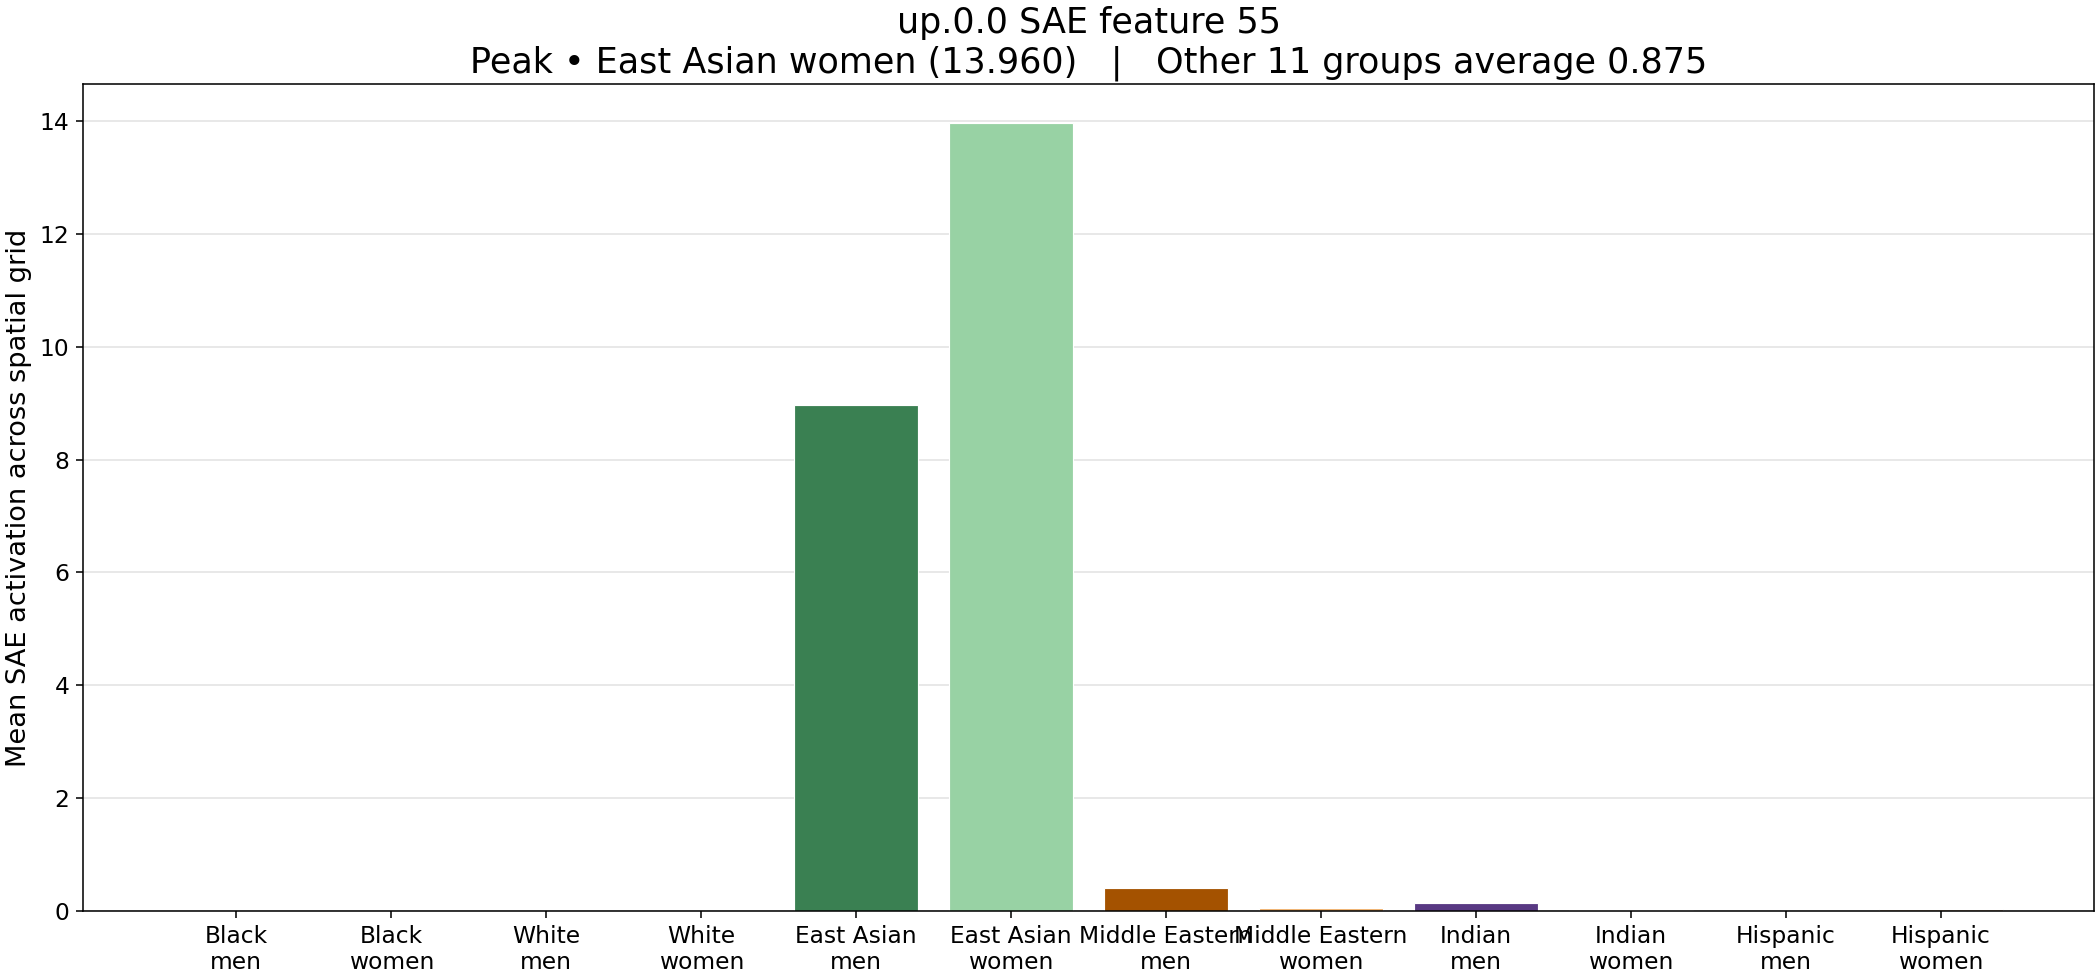 up.0.0 SAE feature 55
Peak • East Asian women (13.960) | Other 11 groups average 0.875
Mean SAE activation across spatial grid
14
12
10
8
6
4
2
0
Black men
Black women
White men
White women
East Asian men
East Asian women
Middle Eastern men
Middle Eastern women
Indian men
Indian women
Hispanic men
Hispanic women